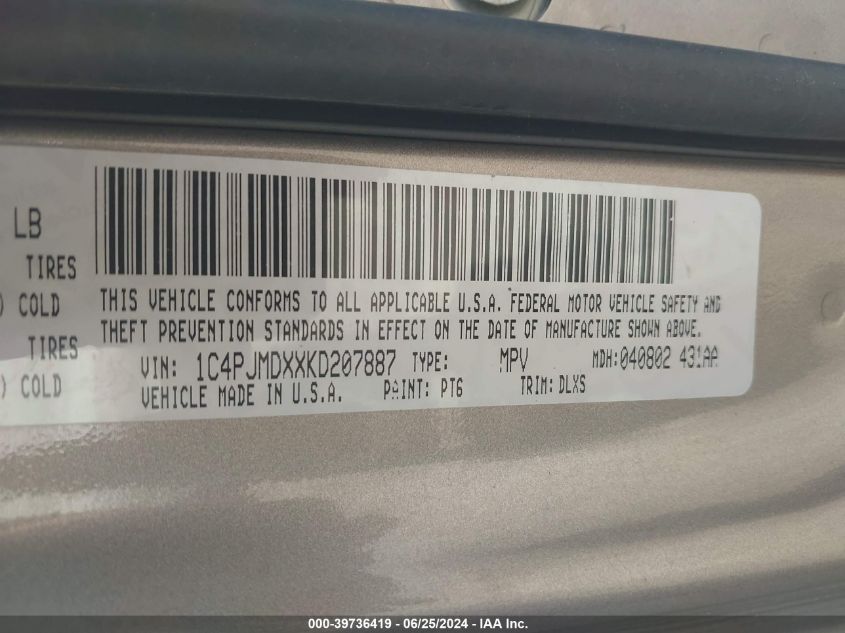 LB
TIRES
) COLD
TIRES
) COLD
THIS VEHICLE CONFORMS TO ALL APPLICABLE U.S.A. FEDERAL MOTOR VEHICLE SAFETY AND
THEFT PREVENTION STANDARDS IN EFFECT ON THE DATE OF MANUFACTURE SHOWN ABOVE.
VIN: 1C4PJMDXXKD207887 TYPE: MPV MDH:040802 431AA
VEHICLE MADE IN U.S.A. PAINT: PT6 TRIM: DLXS
000-39736419 - 06/25/2024 - IAA Inc.